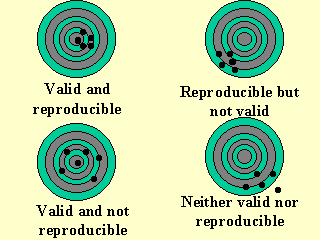 Valid and
reproducible
Reproducible but
not valid
Valid and not
reproducible
Neither valid nor
reproducible